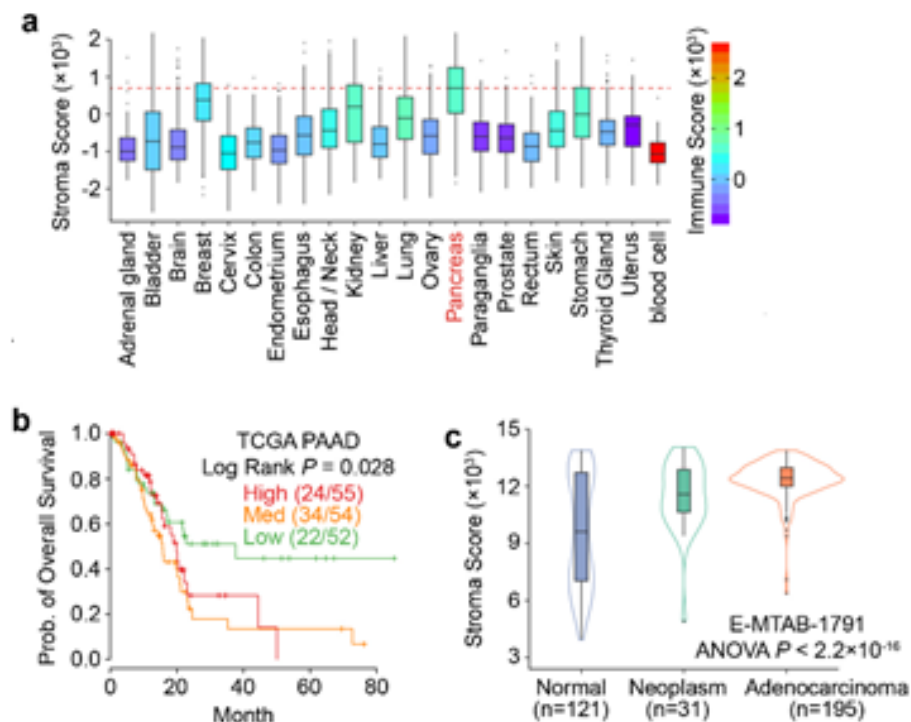 a
Stroma Score (×10³)
2
1
0
-1
-2
Adrenal gland
Bladder
Brain
Breast
Cervix
Colon
Endometrium
Esophagus
Head / Neck
Kidney
Liver
Lung
Ovary
Pancreas
Paraganglia
Prostate
Rectum
Skin
Stomach
Thyroid Gland
Uterus
blood cell
Immune Score (×10³)
2
1
0
b
Prob. of Overall Survival
1.0
0.8
0.6
0.4
0.2
0.0
TCGA PAAD
Log Rank P = 0.028
High (24/55)
Med (34/54)
Low (22/52)
0 20 40 60 80
Month
c
Stroma Score (×10³)
15
12
9
6
3
E-MTAB-1791
ANOVA P < 2.2×10⁻¹⁶
Normal Neoplasm Adenocarcinoma
(n=121) (n=31) (n=195)